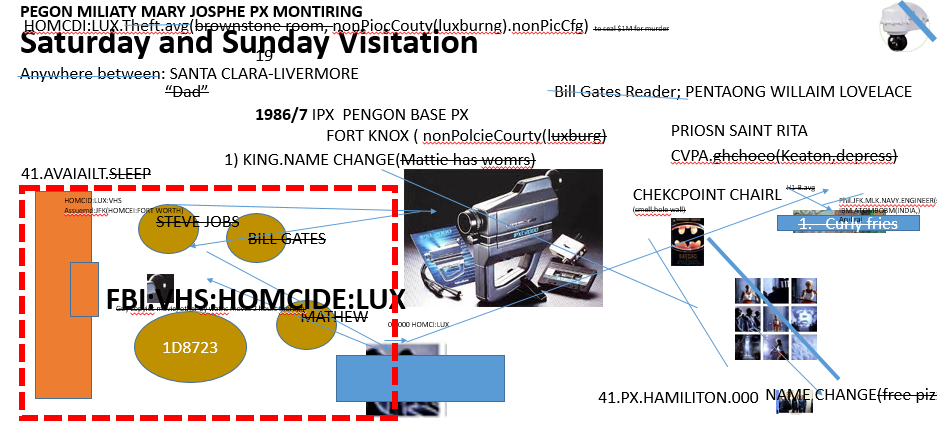 PEGON MILIATY MARY JOSPHE PX MONTIRING
HOMCDI:LUX.Theft.avg(brownstone room, nonPiocCouty(luxburng).nonPicCfg) to seal $1M for murder
Saturday and Sunday Visitation
19
Anywhere between: SANTA CLARA-LIVERMORE
“Dad”
Bill Gates Reader; PENTAONG WILLAIM LOVELACE
1986/7 IPX PENGON BASE PX
FORT KNOX ( nonPolcieCourty(luxburg)
PRIOSN SAINT RITA
1) KING.NAME CHANGE(Mattie has womrs)
CVPA.ghchoeo(Keaton,depress)
41.AVAIAILT.SLEEP
CHEKCPOINT CHAIRL
H1-B.avg
(smell,hole wall)
HOMCID:LUX:VHS
Assuemd:JFK(HOMCEI:FORT WORTH)
Phil.JFK.MLK.NAVY.ENGINEER(
IBM.ATOMBOBM(INDIA,)
STEVE JOBS
BILL GATES
1. Curly fries
FBI:VHS:HOMCIDE:LUX
MATHEW
HOMCI:LUX
1D8723
41.PX.HAMILITON.000
NAME CHANGE(free piz